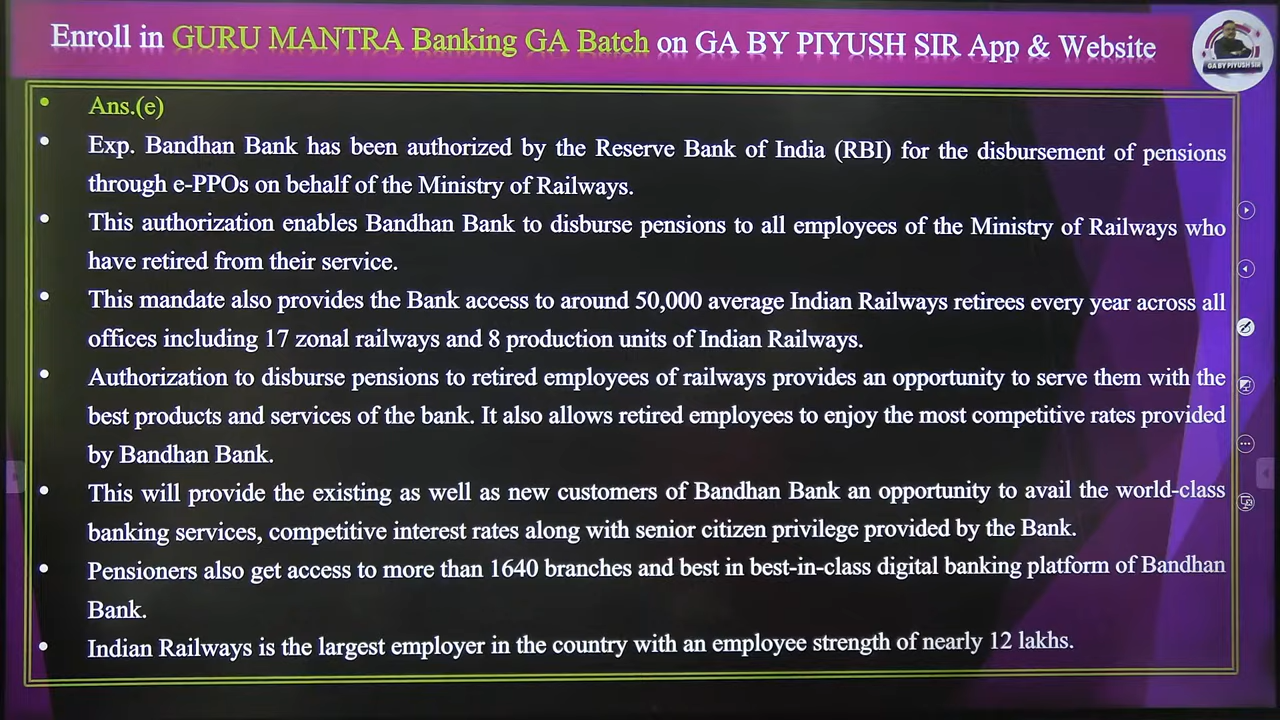 Enroll in GURU MANTRA Banking GA Batch on GA BY PIYUSH SIR App & Website
GA BY PIYUSH SIR
• Ans.(e)
• Exp. Bandhan Bank has been authorized by the Reserve Bank of India (RBI) for the disbursement of pensions
through e-PPOs on behalf of the Ministry of Railways.
• This authorization enables Bandhan Bank to disburse pensions to all employees of the Ministry of Railways who
have retired from their service.
• This mandate also provides the Bank access to around 50,000 average Indian Railways retirees every year across all
offices including 17 zonal railways and 8 production units of Indian Railways.
• Authorization to disburse pensions to retired employees of railways provides an opportunity to serve them with the
best products and services of the bank. It also allows retired employees to enjoy the most competitive rates provided
by Bandhan Bank.
• This will provide the existing as well as new customers of Bandhan Bank an opportunity to avail the world-class
banking services, competitive interest rates along with senior citizen privilege provided by the Bank.
• Pensioners also get access to more than 1640 branches and best in best-in-class digital banking platform of Bandhan
Bank.
• Indian Railways is the largest employer in the country with an employee strength of nearly 12 lakhs.